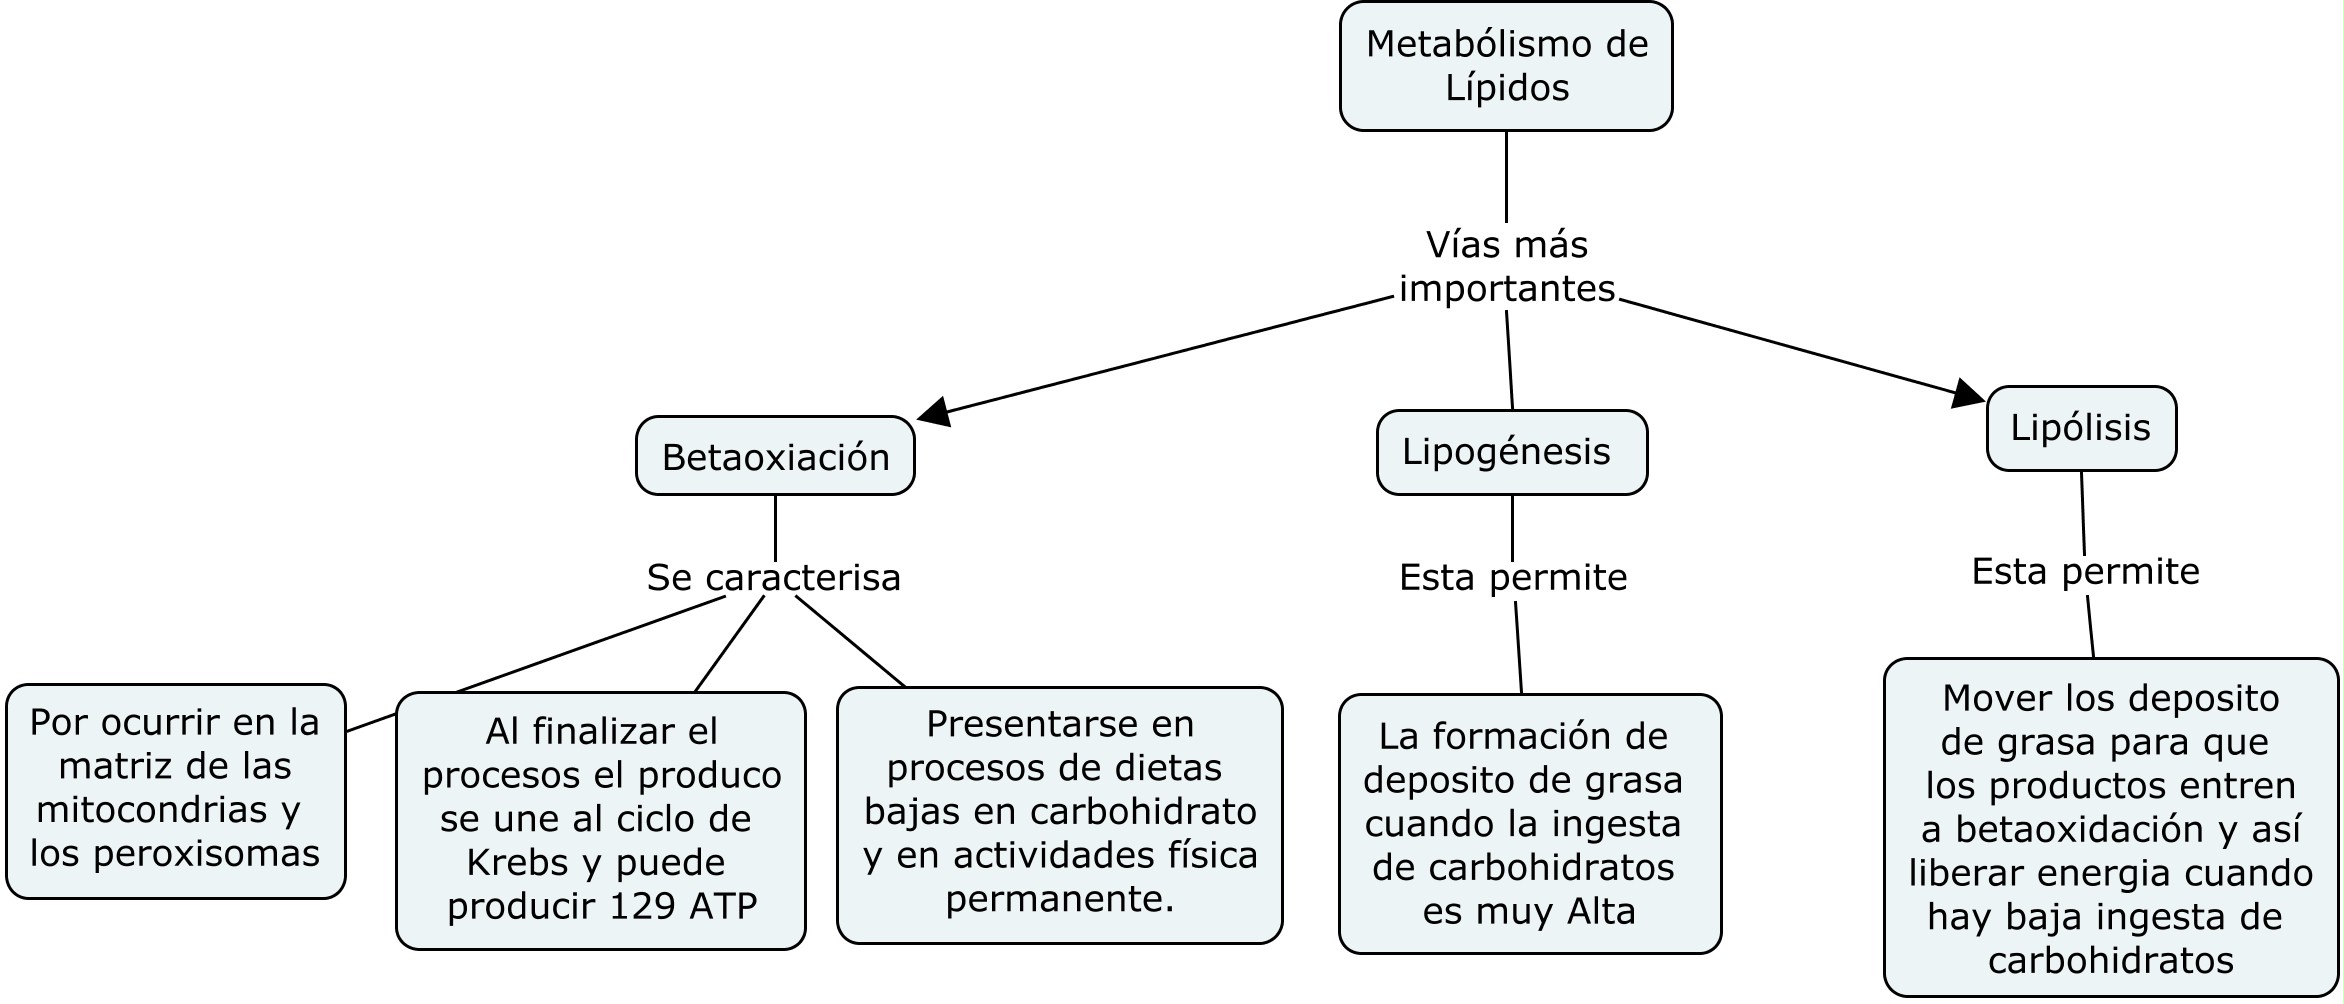 Metabólismo de
Lípidos
Vías más
importantes
Betaoxiación
Lipogénesis
Lipólisis
Se caracterisa
Esta permite
Esta permite
Por ocurrir en la
matriz de las
mitocondrias y
los peroxisomas
Al finalizar el
procesos el produco
se une al ciclo de
Krebs y puede
producir 129 ATP
Presentarse en
procesos de dietas
bajas en carbohidrato
y en actividades física
permanente.
La formación de
deposito de grasa
cuando la ingesta
de carbohidratos
es muy Alta
Mover los deposito
de grasa para que
los productos entren
a betaoxidación y así
liberar energia cuando
hay baja ingesta de
carbohidratos